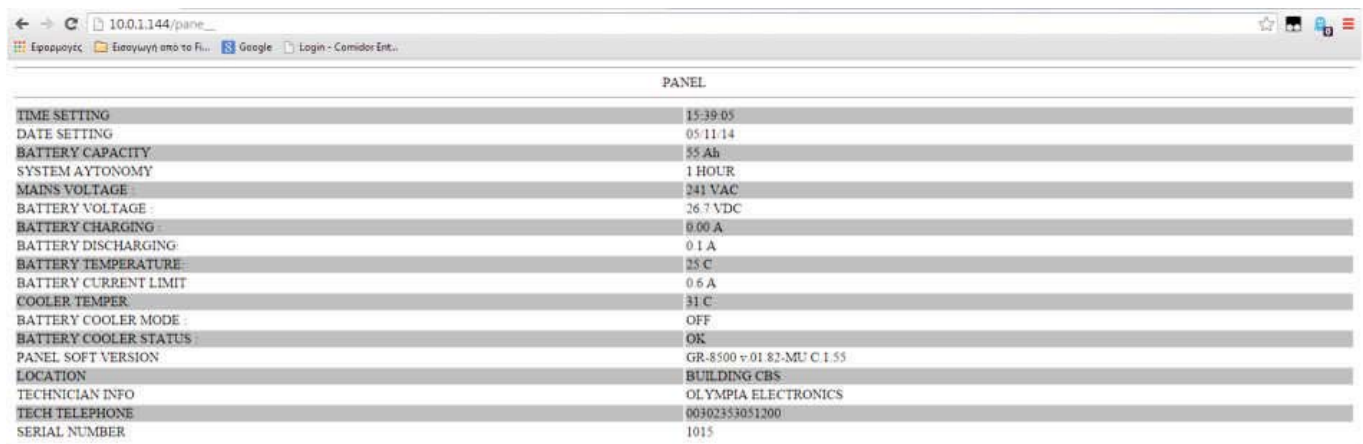 10.0.1.144/pane_
Εφαρμογές Εισαγωγή από το Fi... Google Login - Comidor Ent...
PANEL
TIME SETTING 15:39:05
DATE SETTING 05/11/14
BATTERY CAPACITY 55 Ah
SYSTEM AYTONOMY 1 HOUR
MAINS VOLTAGE : 241 VAC
BATTERY VOLTAGE : 26.7 VDC
BATTERY CHARGING : 0.00 A
BATTERY DISCHARGING: 0.1 A
BATTERY TEMPERATURE: 25 C
BATTERY CURRENT LIMIT 0.6 A
COOLER TEMPER. 31 C
BATTERY COOLER MODE : OFF
BATTERY COOLER STATUS : OK
PANEL SOFT VERSION GR-8500 v.01.82-MU C.1.55
LOCATION BUILDING CBS
TECHNICIAN INFO OLYMPIA ELECTRONICS
TECH TELEPHONE 00302353051200
SERIAL NUMBER 1015